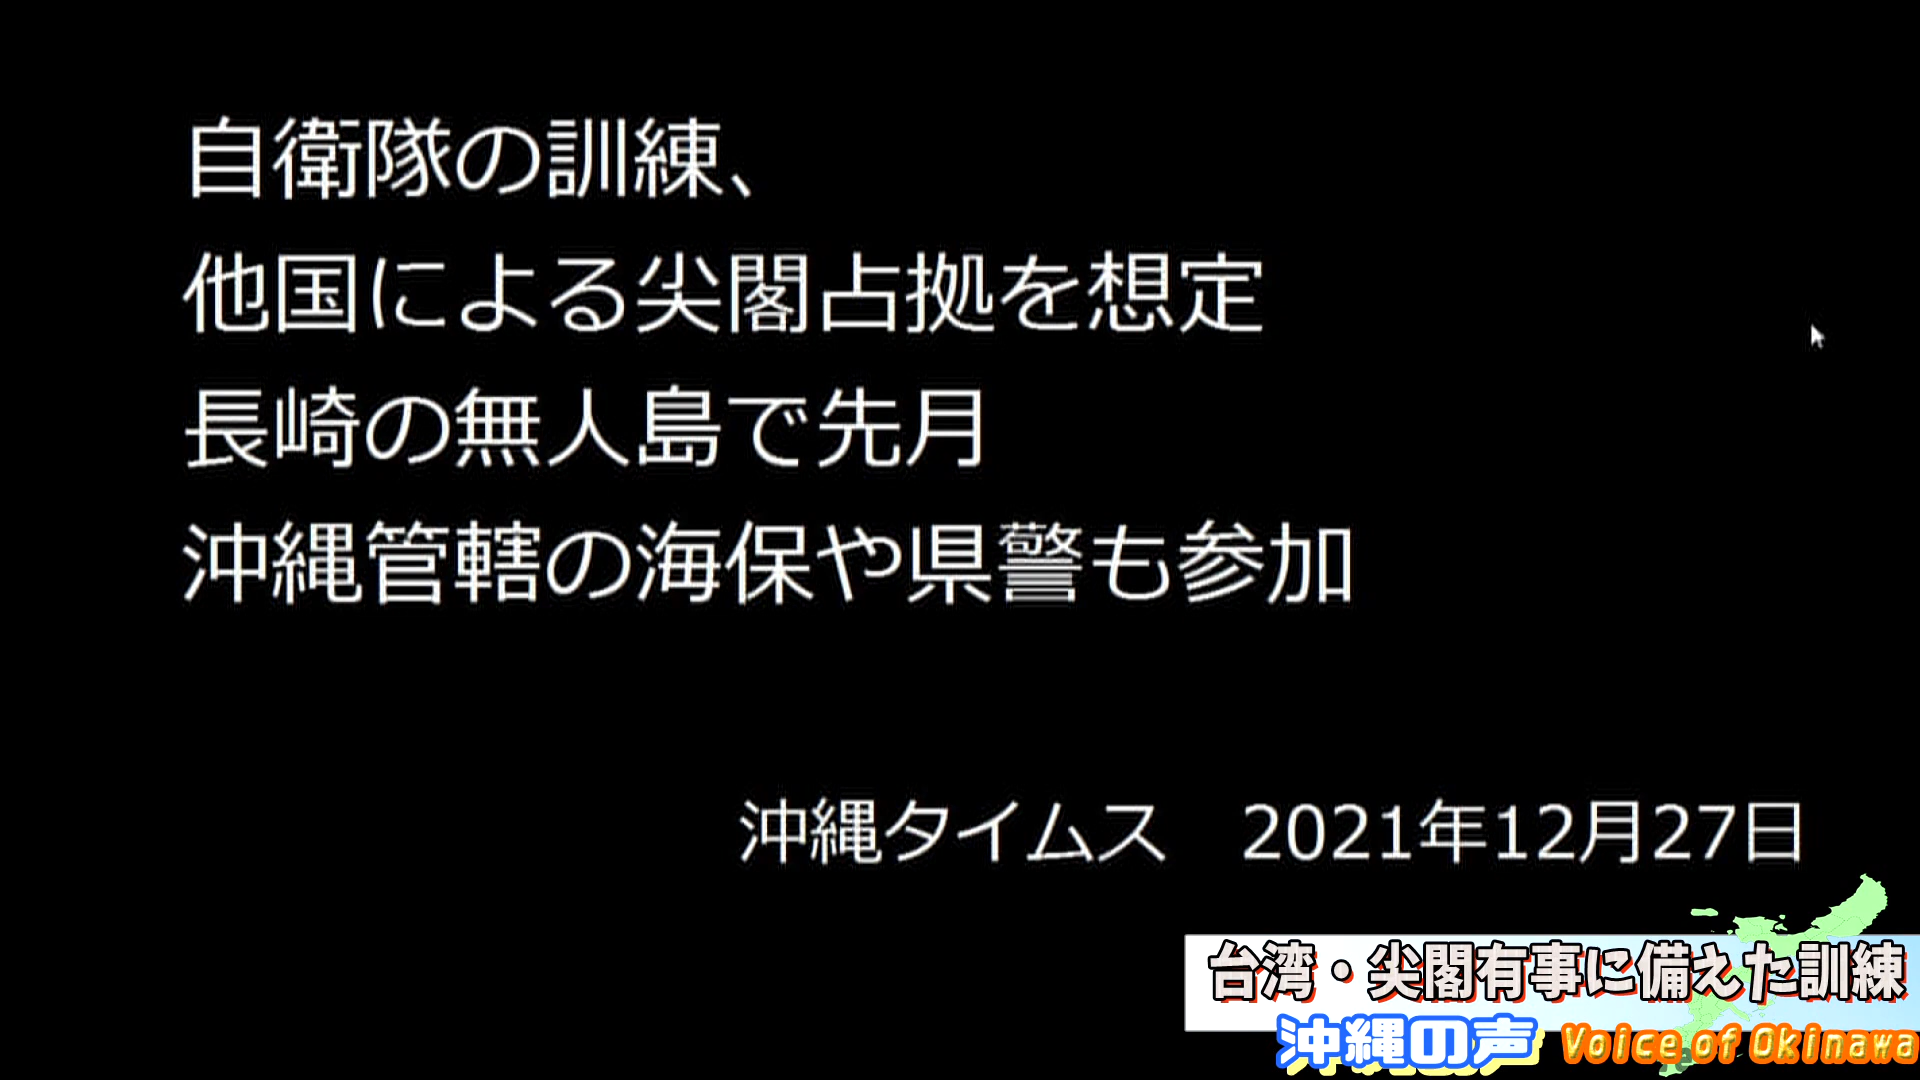 自衛隊の訓練、
他国による尖閣占拠を想定
長崎の無人島で先月
沖縄管轄の海保や県警も参加
沖縄タイムス　2021年12月27日
台湾・尖閣有事に備えた訓練
沖縄の声 Voice of Okinawa